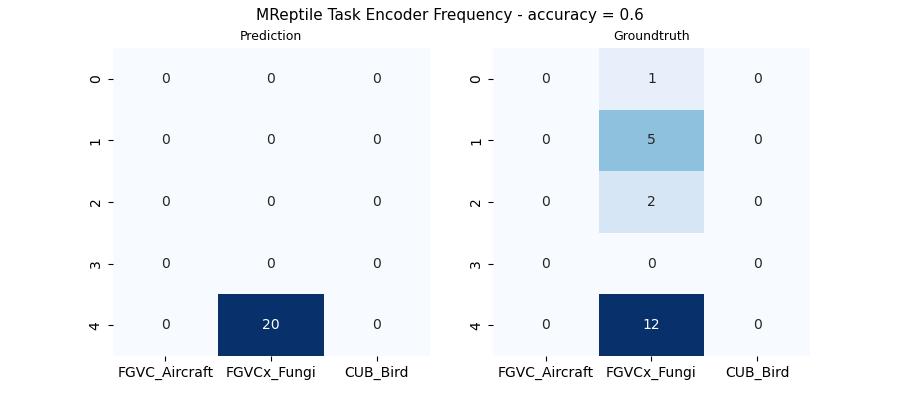 MReptile Task Encoder Frequency - accuracy = 0.6
Prediction
Groundtruth
0 0 0 0
1 0 0 0
2 0 0 0
3 0 0 0
4 0 20 0
FGVC_Aircraft FGVCx_Fungi CUB_Bird
0 0 1 0
1 0 5 0
2 0 2 0
3 0 0 0
4 0 12 0
FGVC_Aircraft FGVCx_Fungi CUB_Bird